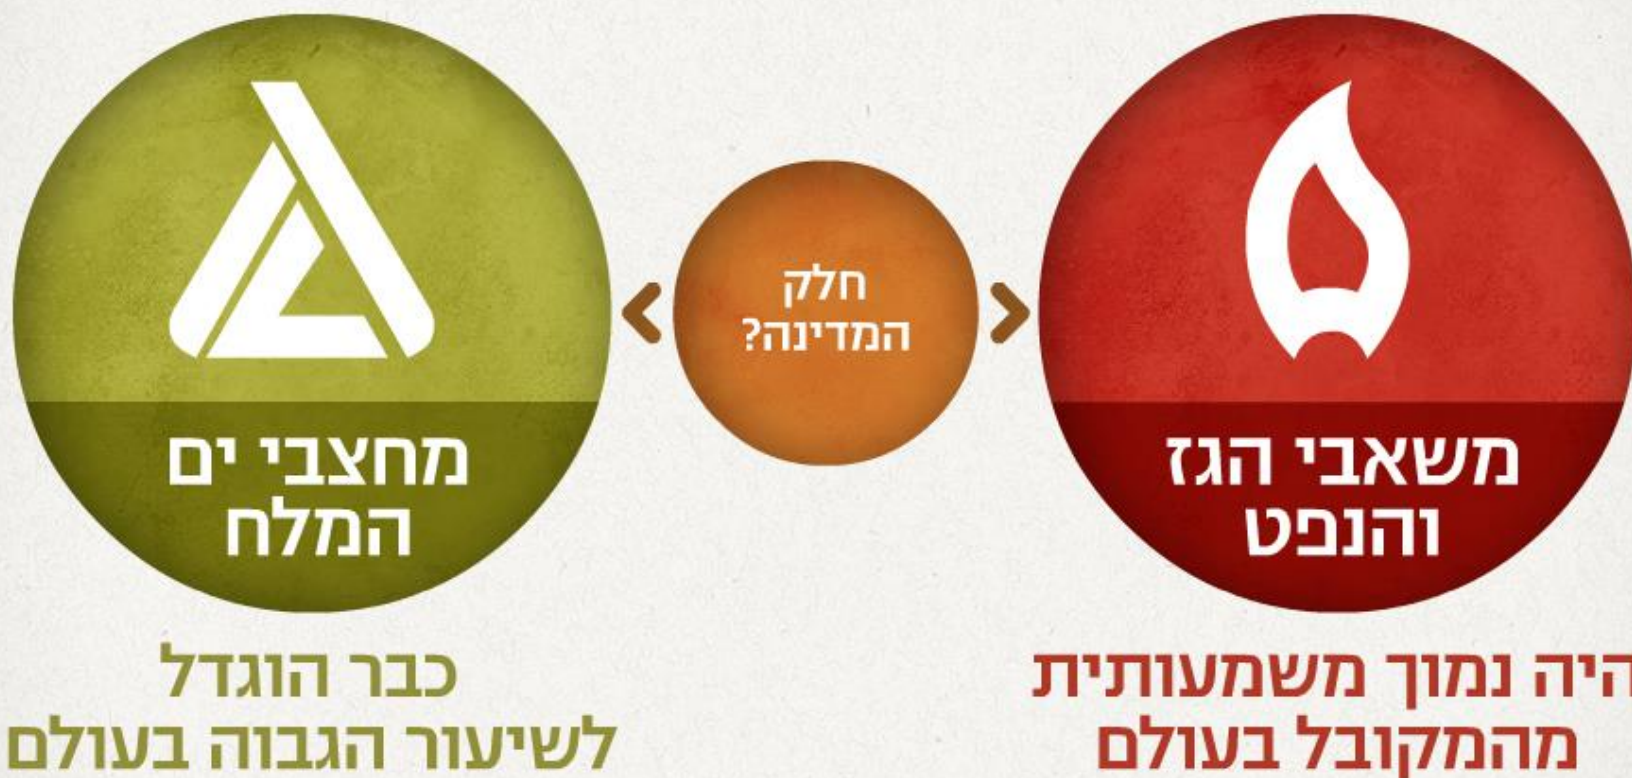 משאבי הגז
והנפט
חלק
המדינה?
מחצבי ים
המלח
היה נמוך משמעותית
מהמקובל בעולם
כבר הוגדל
לשיעור הגבוה בעולם